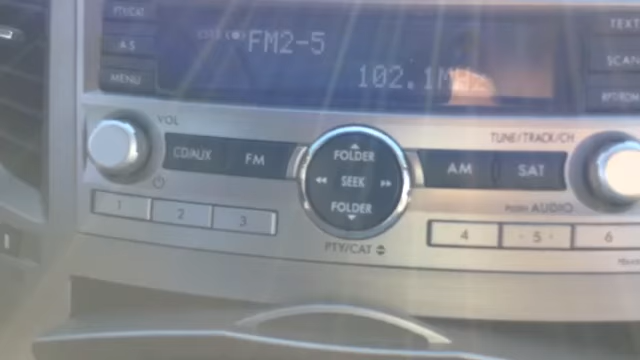 PTY/CAT
A.S
MENU
FM2-5
102.1MHz
TEXT
SCAN
VOL
CD/AUX
FM
FOLDER
SEEK
FOLDER
PTY/CAT
AM
SAT
TUNE/TRACK/CH
PUSH AUDIO
1
2
3
4
5
6